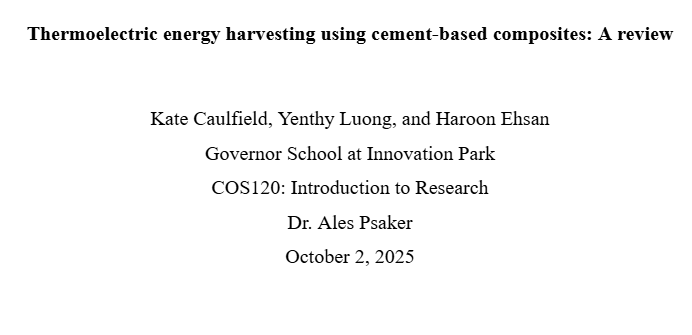 Thermoelectric energy harvesting using cement-based composites: A review
Kate Caulfield, Yenthy Luong, and Haroon Ehsan
Governor School at Innovation Park
COS120: Introduction to Research
Dr. Ales Psaker
October 2, 2025